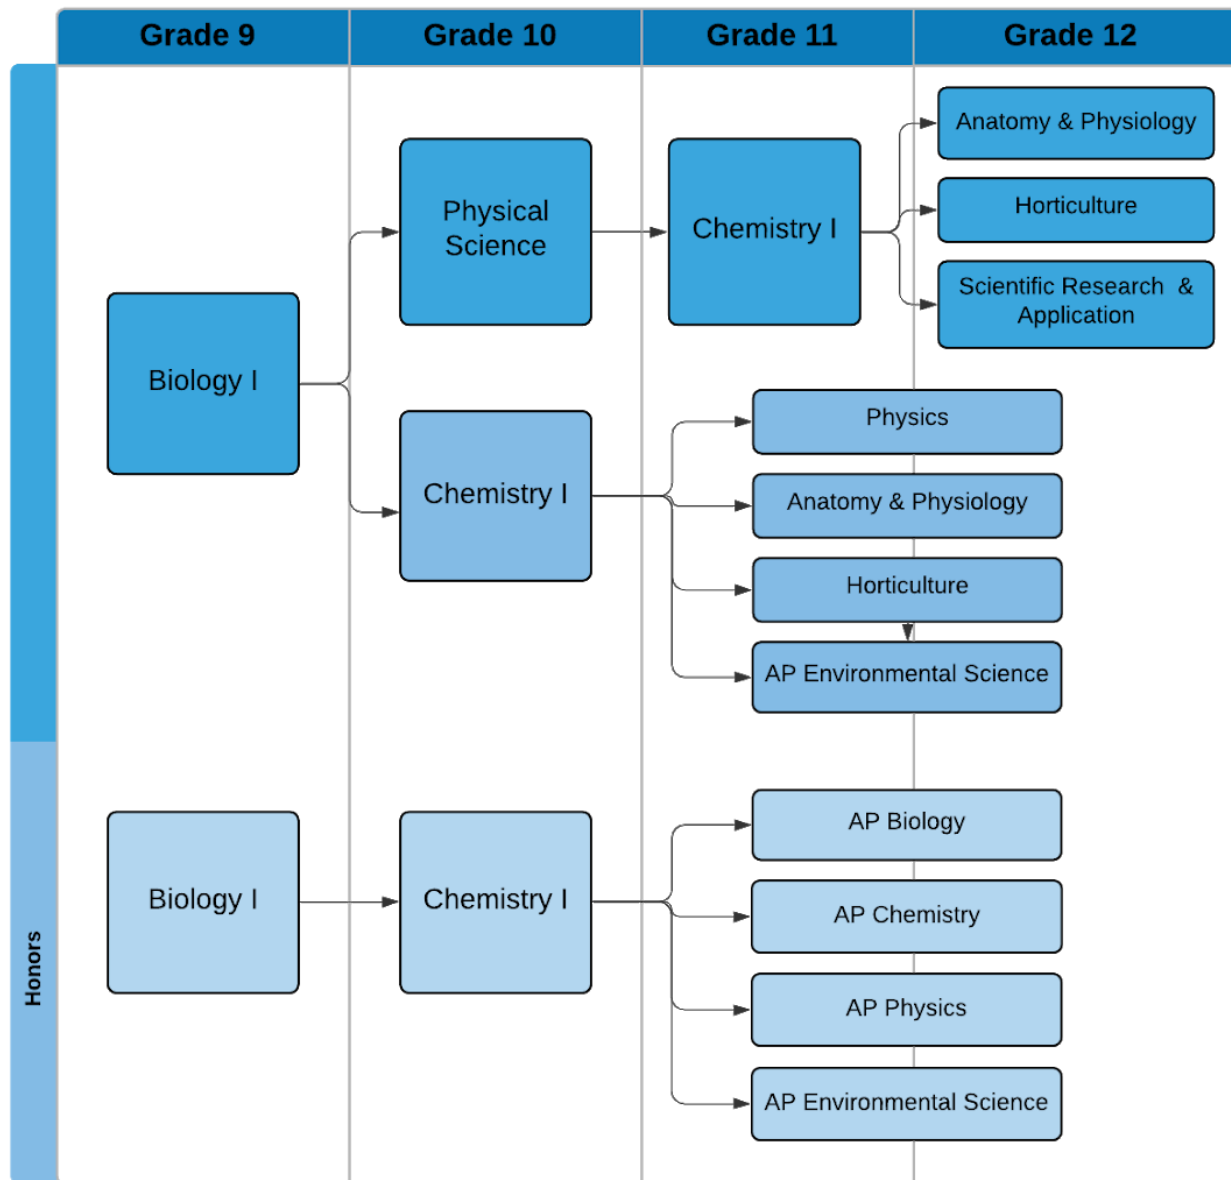 Grade 9
Grade 10
Grade 11
Grade 12
Anatomy & Physiology
Physical
Science
Chemistry I
Horticulture
Scientific Research  &
Application
Biology I
Physics
Chemistry I
Anatomy & Physiology
Horticulture
AP Environmental Science
Honors
Biology I
Chemistry I
AP Biology
AP Chemistry
AP Physics
AP Environmental Science